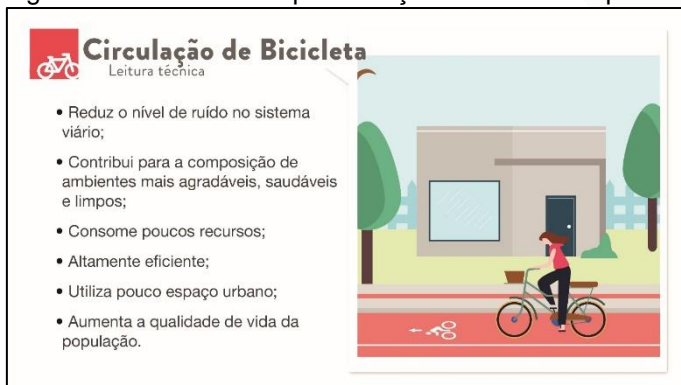 Circulação de Bicicleta
Leitura técnica
• Reduz o nível de ruído no sistema
viário;
• Contribui para a composição de
ambientes mais agradáveis, saudáveis
e limpos;
• Consome poucos recursos;
• Altamente eficiente;
• Utiliza pouco espaço urbano;
• Aumenta a qualidade de vida da
população.